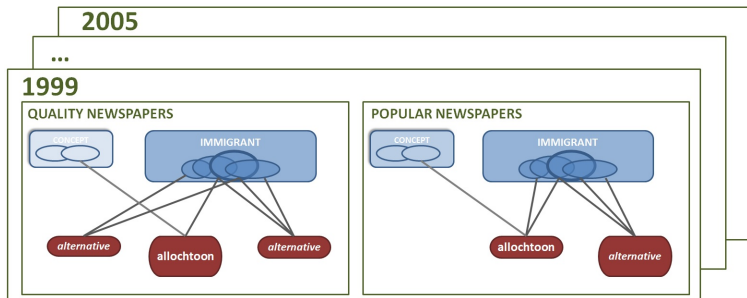 2005
...
1999
QUALITY NEWSPAPERS
CONCEPT
IMMIGRANT
alternative
allochtoon
alternative
POPULAR NEWSPAPERS
CONCEPT
IMMIGRANT
allochtoon
alternative